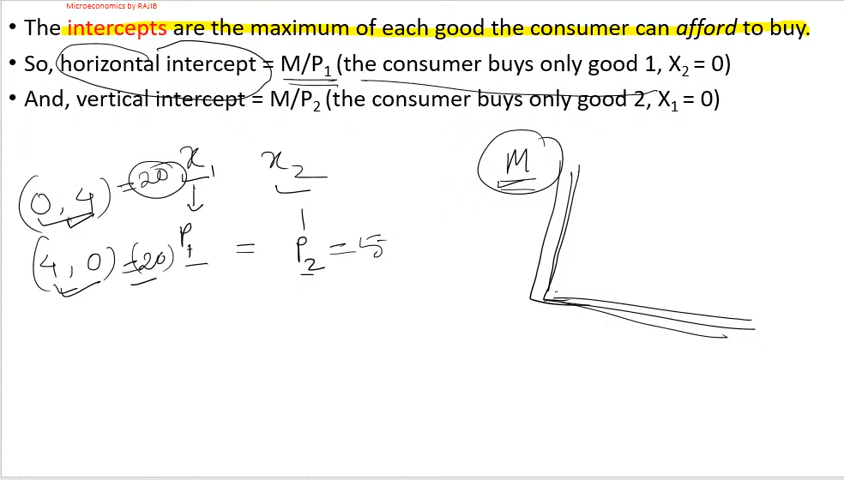 Microeconomics by RAJIB
• The intercepts are the maximum of each good the consumer can afford to buy.
• So, horizontal intercept = M/P₁ (the consumer buys only good 1, X₂ = 0)
• And, vertical intercept = M/P₂ (the consumer buys only good 2, X₁ = 0)
x₁ x₂ M
(0, 4) = 20
(4, 0) = (20) P₁ = P₂ = 5